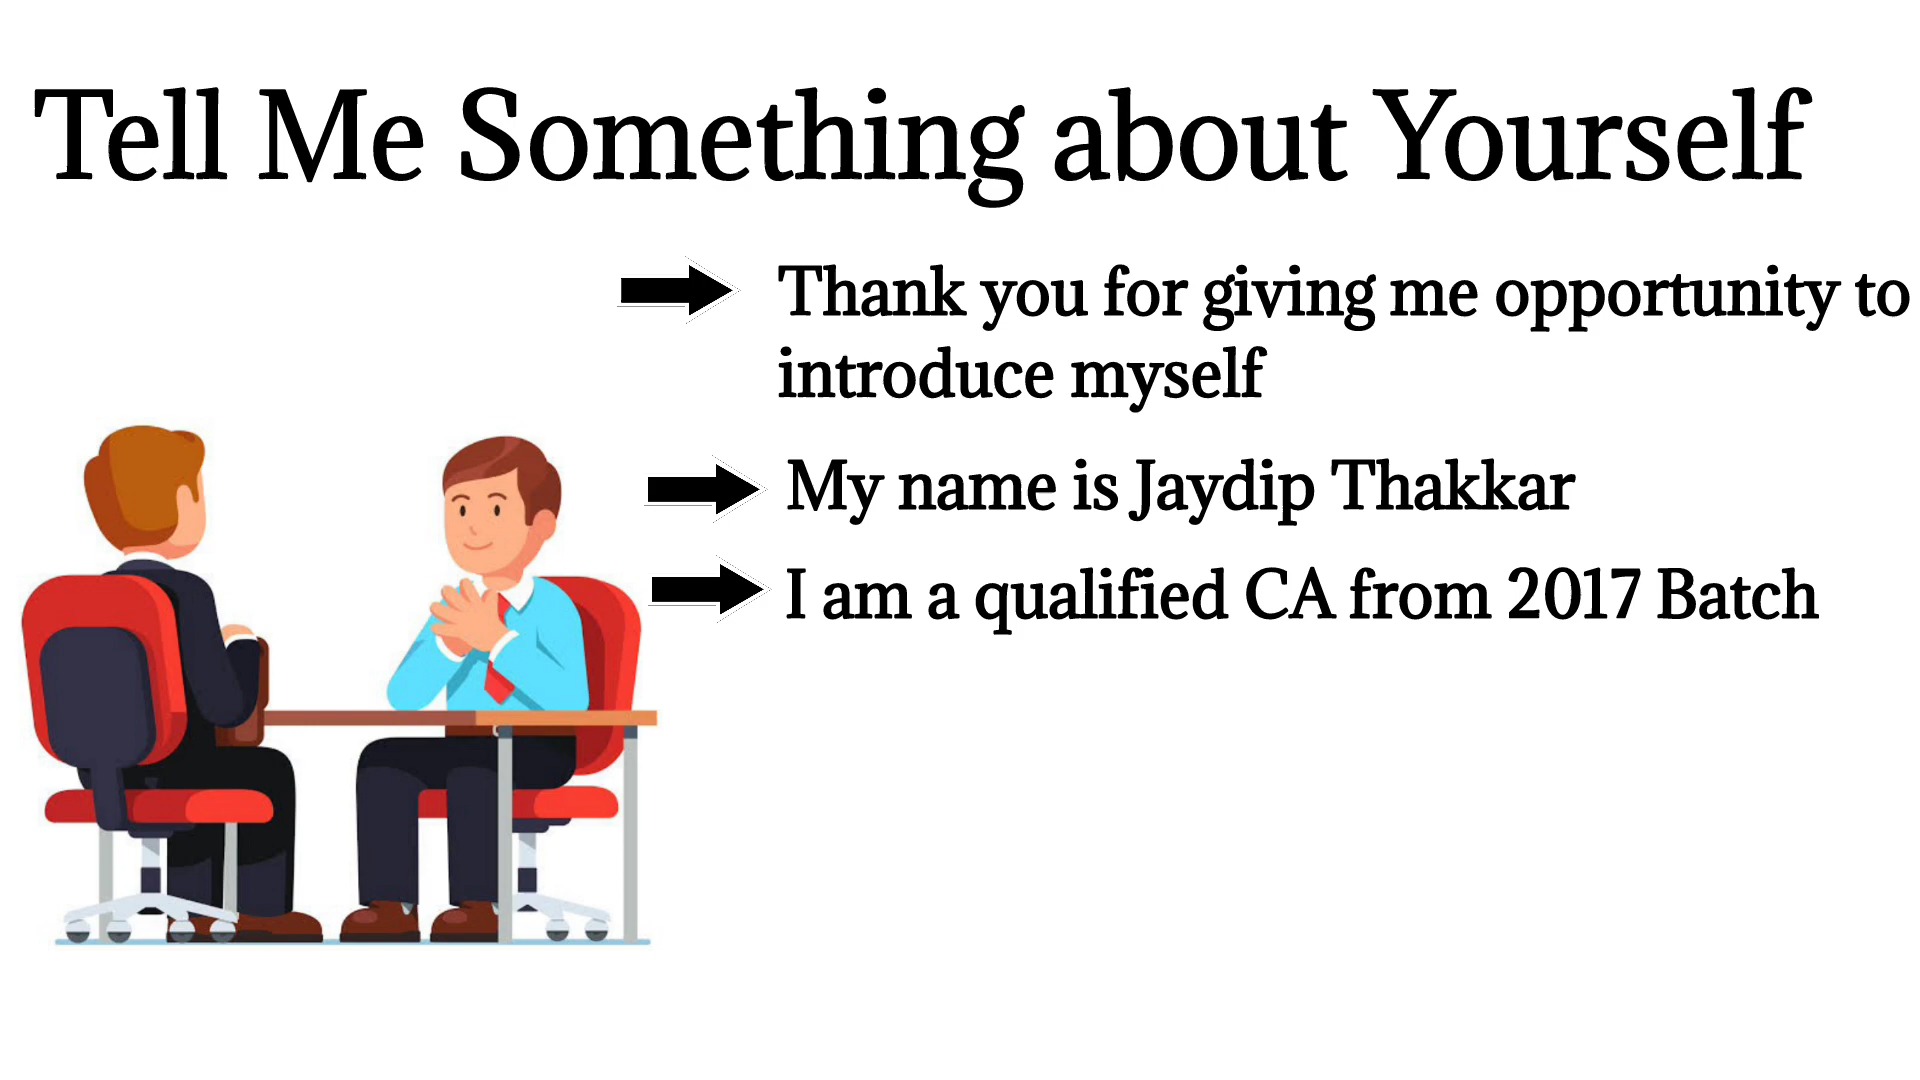 Tell Me Something about Yourself
Thank you for giving me opportunity to
introduce myself
My name is Jaydip Thakkar
I am a qualified CA from 2017 Batch